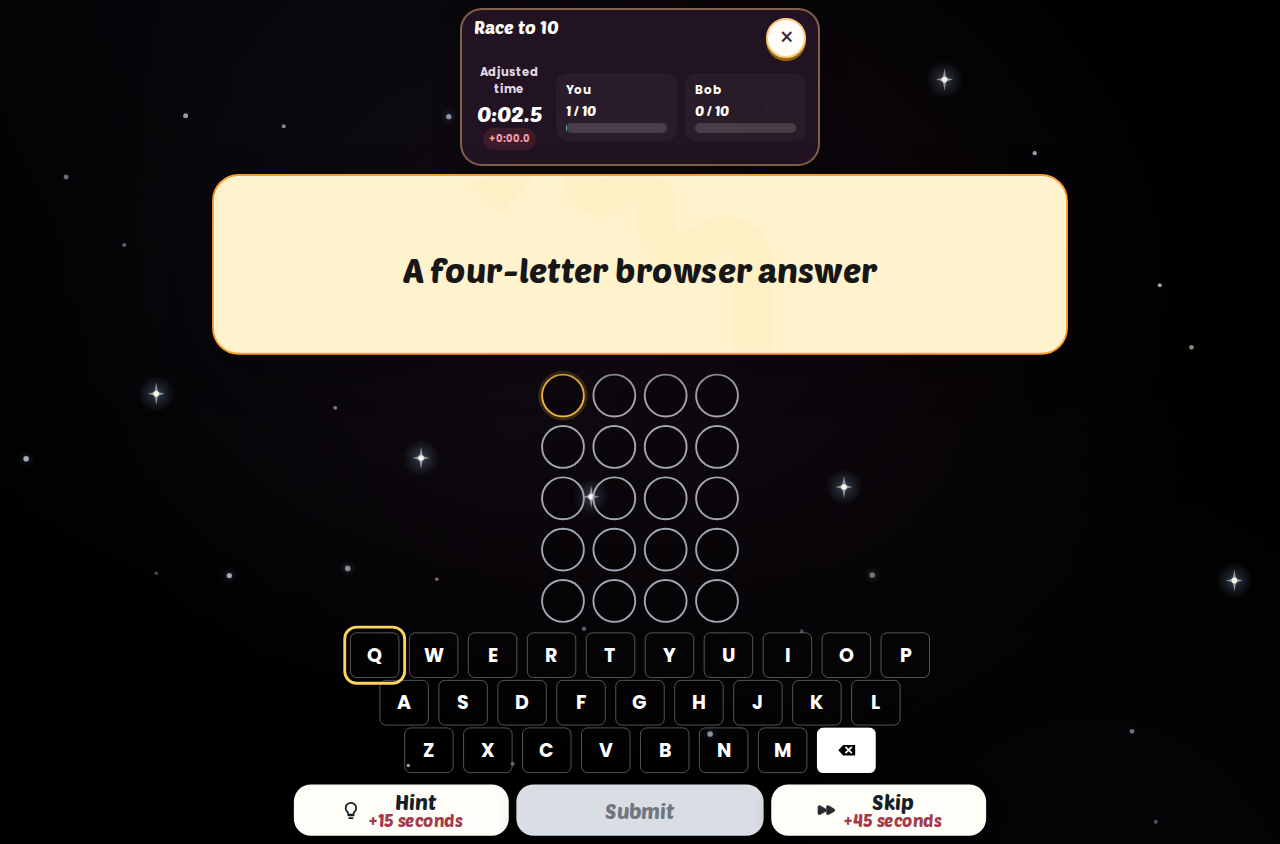 Race to 10
×
Adjusted
time
0:02.5
+0:00.0
You
1 / 10
Bob
0 / 10
A four-letter browser answer
Q W E R T Y U I O P
A S D F G H J K L
Z X C V B N M
Hint
+15 seconds
Submit
Skip
+45 seconds